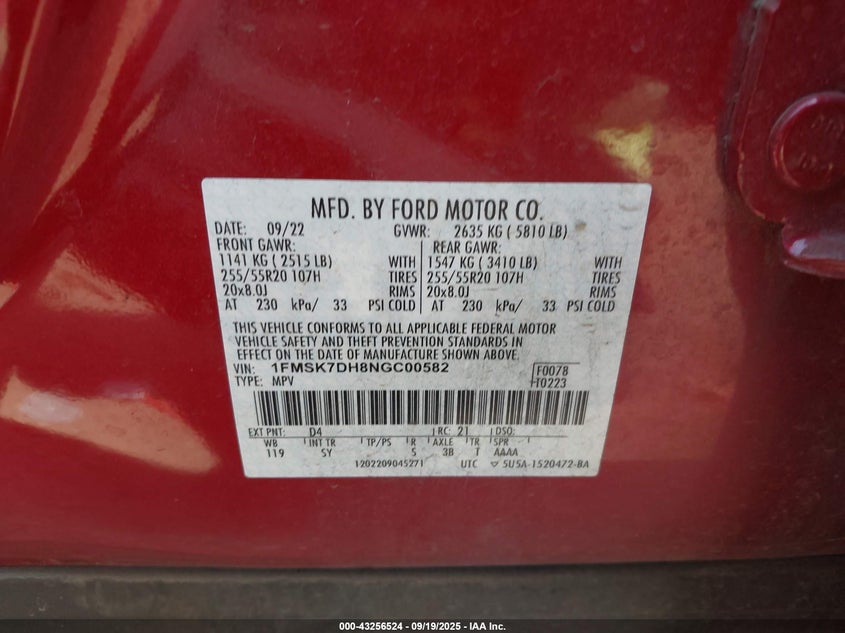 MFD. BY FORD MOTOR CO.
DATE: 09/22 GVWR: 2635 KG ( 5810 LB)
FRONT GAWR: REAR GAWR:
1141 KG ( 2515 LB) WITH 1547 KG ( 3410 LB) WITH
255/55R20 107H TIRES 255/55R20 107H TIRES
20x8.0J RIMS 20x8.0J RIMS
AT 230 kPa/ 33 PSI COLD AT 230 kPa/ 33 PSI COLD
THIS VEHICLE CONFORMS TO ALL APPLICABLE FEDERAL MOTOR
VEHICLE SAFETY AND THEFT PREVENTION STANDARDS IN
EFFECT ON THE DATE OF MANUFACTURE SHOWN ABOVE.
VIN: 1FMSK7DH8NGC00582 F0078
TYPE: MPV T0223
EXT PNT: D4 RC: 21 DSO:
WB INT TR TP/PS R AXLE TR SPR
119 SY S 3B T AAAA
1202209045271 UTC 5U5A-1520472-BA
000-43256524 - 09/19/2025 - IAA Inc.